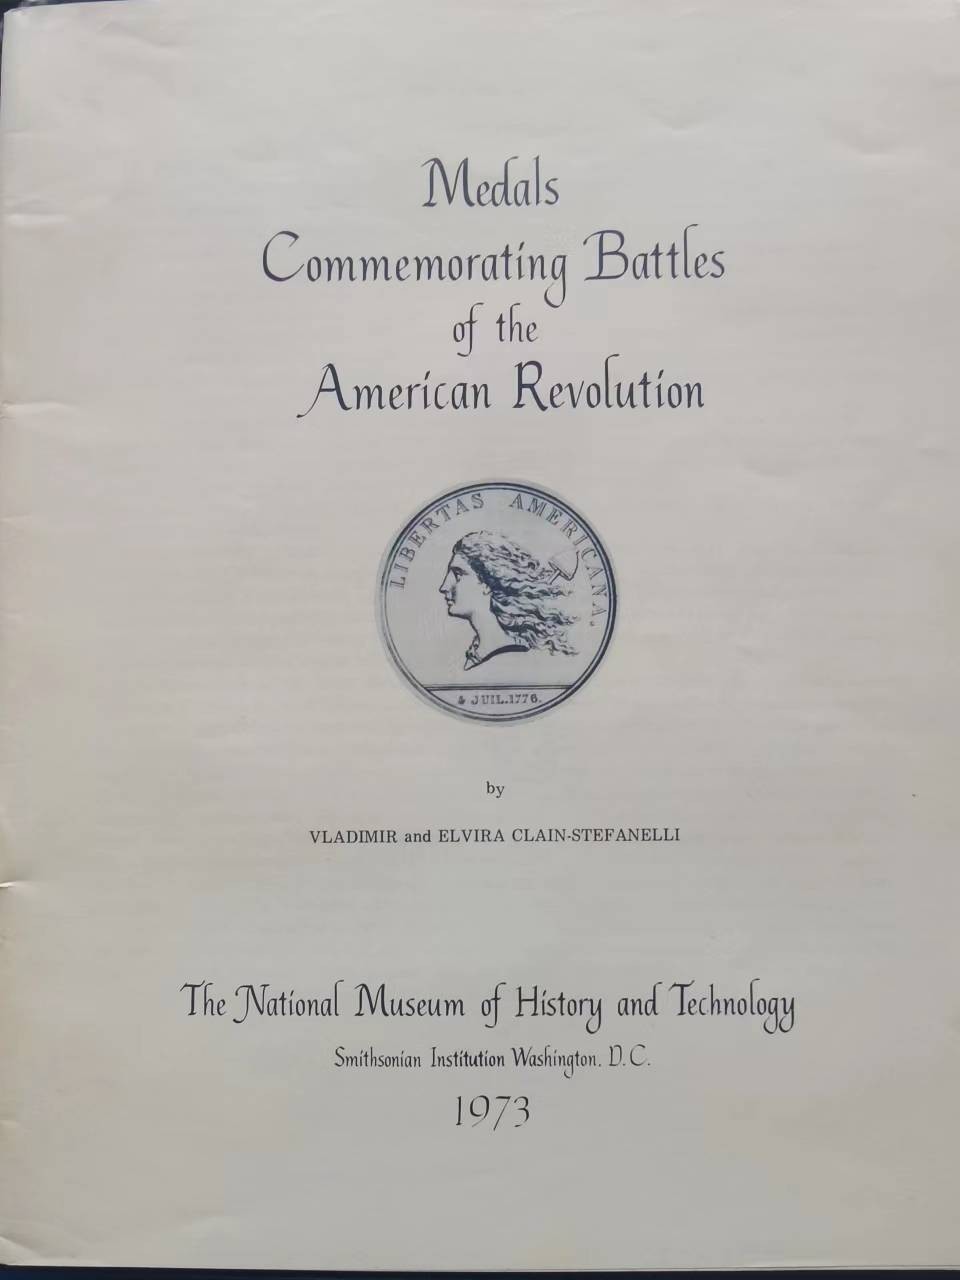 Medals
Commemorating Battles
of the
American Revolution
LIBERTAS AMERICANA.
4 JUIL.1776.
by
VLADIMIR and ELVIRA CLAIN-STEFANELLI
The National Museum of History and Technology
Smithsonian Institution Washington. D.C.
1973